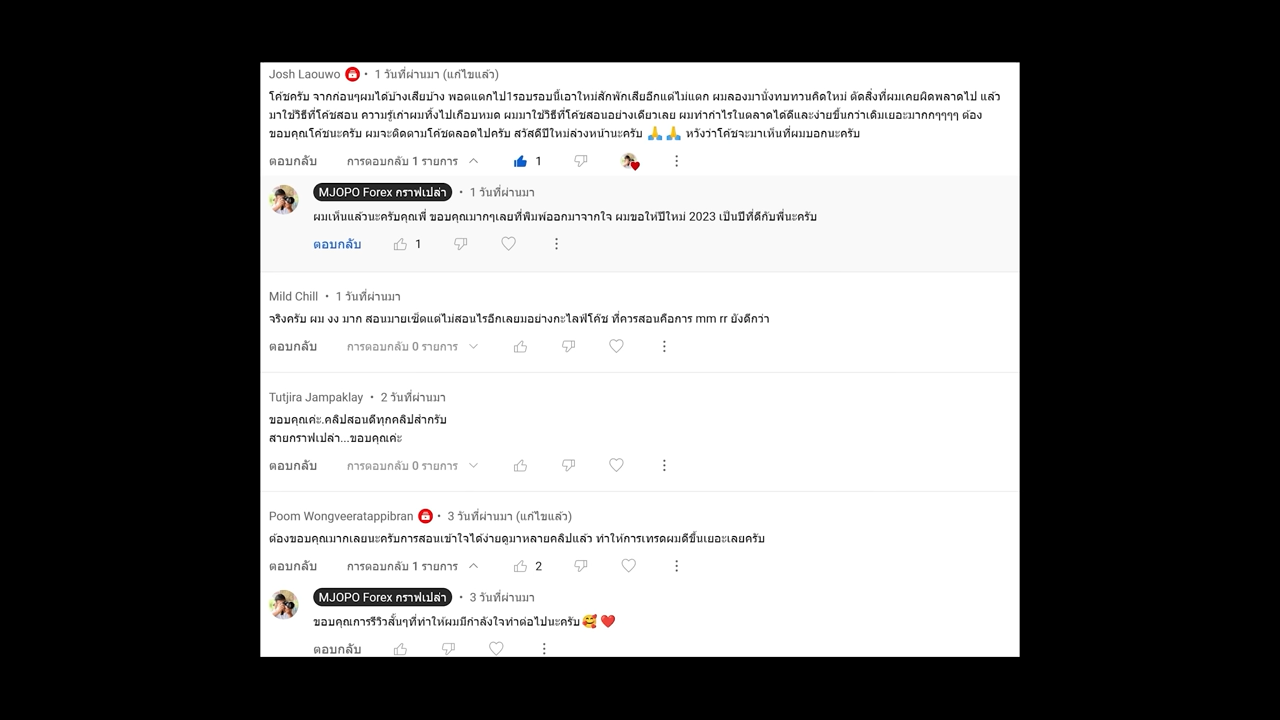 Josh Laouwo • 1 วันที่ผ่านมา (แก้ไขแล้ว)
โค้ชครับ จากก่อนๆผมได้บ้างเสียบ้าง พอตแตกไป1รอบรอบนี้เอาใหม่สักพักเสียอีกแต่ไม่แตก ผมลองมานั่งทบทวนคิดใหม่ ตัดสิ่งที่ผมเคยผิดพลาดไป แล้ว
มาใช้วิธีที่โค้ชสอน ความรู้เก่าผมทิ้งไปเกือบหมด ผมมาใช้วิธีที่โค้ชสอนอย่างเดียวเลย ผมทำกำไรในตลาดได้ดีและง่ายขึ้นกว่าเดิมเยอะมากกๆๆๆๆ ต้อง
ขอบคุณโค้ชนะครับ ผมจะติดตามโค้ชตลอดไปครับ สวัสดีปีใหม่ล่วงหน้านะครับ 🙏 🙏 หวังว่าโค้ชจะมาเห็นที่ผมบอกนะครับ
ตอบกลับ การตอบกลับ 1 รายการ 1
MJOPO Forex กราฟเปล่า • 1 วันที่ผ่านมา
ผมเห็นแล้วนะครับคุณพี่ ขอบคุณมากๆเลยที่พิมพ์ออกมาจากใจ ผมขอให้ปีใหม่ 2023 เป็นปีที่ดีกับพี่นะครับ
ตอบกลับ 1
Mild Chill • 1 วันที่ผ่านมา
จริงครับ ผม งง มาก สอนมายเซ็ตแต่ไม่สอนไรอีกเลยมอย่างกะไลฟ์โค้ช ที่ควรสอนคือการ mm rr ยังดีกว่า
ตอบกลับ การตอบกลับ 0 รายการ
Tutjira Jampaklay • 2 วันที่ผ่านมา
ขอบคุณค่ะ.คลิปสอนดีทุกคลิปสำกรับ
สายกราฟเปล่า...ขอบคุณค่ะ
ตอบกลับ การตอบกลับ 0 รายการ
Poom Wongveeratappibran • 3 วันที่ผ่านมา (แก้ไขแล้ว)
ต้องขอบคุณมากเลยนะครับการสอนเข้าใจได้ง่ายดูมาหลายคลิปแล้ว ทำให้การเทรดผมดีขึ้นเยอะเลยครับ
ตอบกลับ การตอบกลับ 1 รายการ 2
MJOPO Forex กราฟเปล่า • 3 วันที่ผ่านมา
ขอบคุณการรีวิวสั้นๆที่ทำให้ผมมีกำลังใจทำต่อไปนะครับ🥰 ❤️
ตอบกลับ